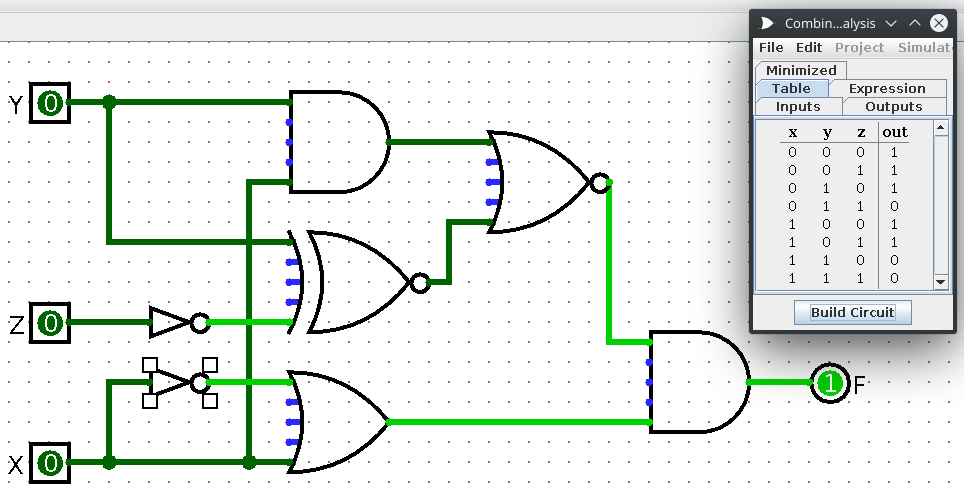 Combin...alysis
File Edit Project Simulat
Minimized
Table Expression
Inputs Outputs
x y z out
0 0 0 1
0 0 1 1
0 1 0 1
0 1 1 0
1 0 0 1
1 0 1 1
1 1 0 0
1 1 1 0
Build Circuit
Y 0
Z 0
X 0
1 F